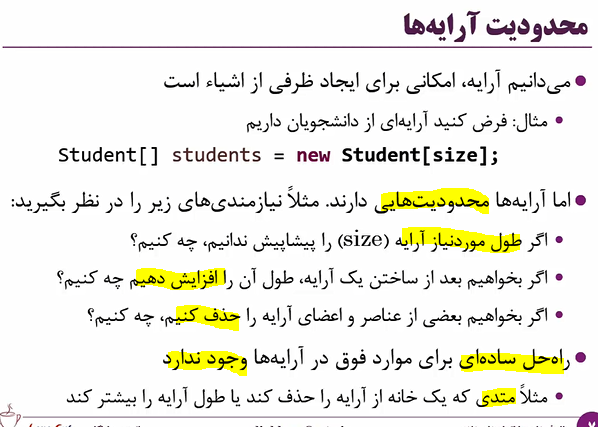 محدودیت آرایه‌ها
می‌دانیم آرایه، امکانی برای ایجاد ظرفی از اشیاء است
مثال: فرض کنید آرایه‌ای از دانشجویان داریم
Student[] students = new Student[size];
اما آرایه‌ها محدودیت‌هایی دارند. مثلاً نیازمندی‌های زیر را در نظر بگیرید:
اگر طول موردنیاز آرایه (size) را پیشاپیش ندانیم، چه کنیم؟
اگر بخواهیم بعد از ساختن یک آرایه، طول آن را افزایش دهیم چه کنیم؟
اگر بخواهیم بعضی از عناصر و اعضای آرایه را حذف کنیم، چه کنیم؟
راه‌حل ساده‌ای برای موارد فوق در آرایه‌ها وجود ندارد
مثلاً متدی که یک خانه از آرایه را حذف کند یا طول آرایه را بیشتر کند